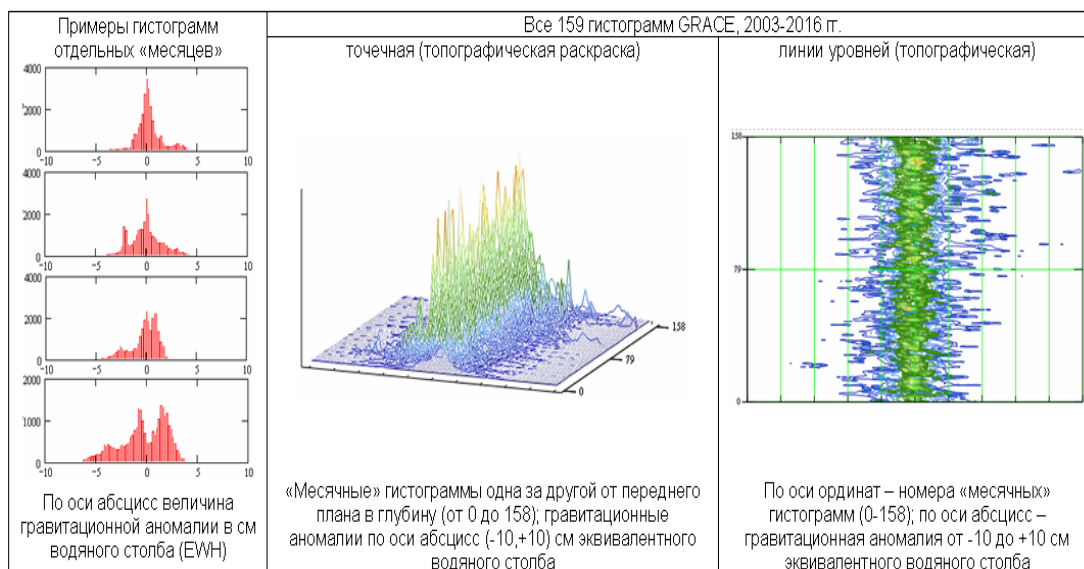 Примеры гистограмм
отдельных «месяцев»
Все 159 гистограмм GRACE, 2003-2016 гг.
точечная (топографическая раскраска)
линии уровней (топографическая)
4000
2000
0
-10 -5 0 5 10
4000
2000
0
-10 -5 0 5 10
4000
2000
0
-10 -5 0 5 10
2000
1000
0
-10 -5 0 5 10
По оси абсцисс величина
гравитационной аномалии в см
водяного столба (EWH)
158
79
0
«Месячные» гистограммы одна за другой от переднего
плана в глубину (от 0 до 158); гравитационные
аномалии по оси абсцисс (-10,+10) см эквивалентного
водяного столба
158
79
0
По оси ординат – номера «месячных»
гистограмм (0-158); по оси абсцисс –
гравитационная аномалия от -10 до +10 см
эквивалентного водяного столба